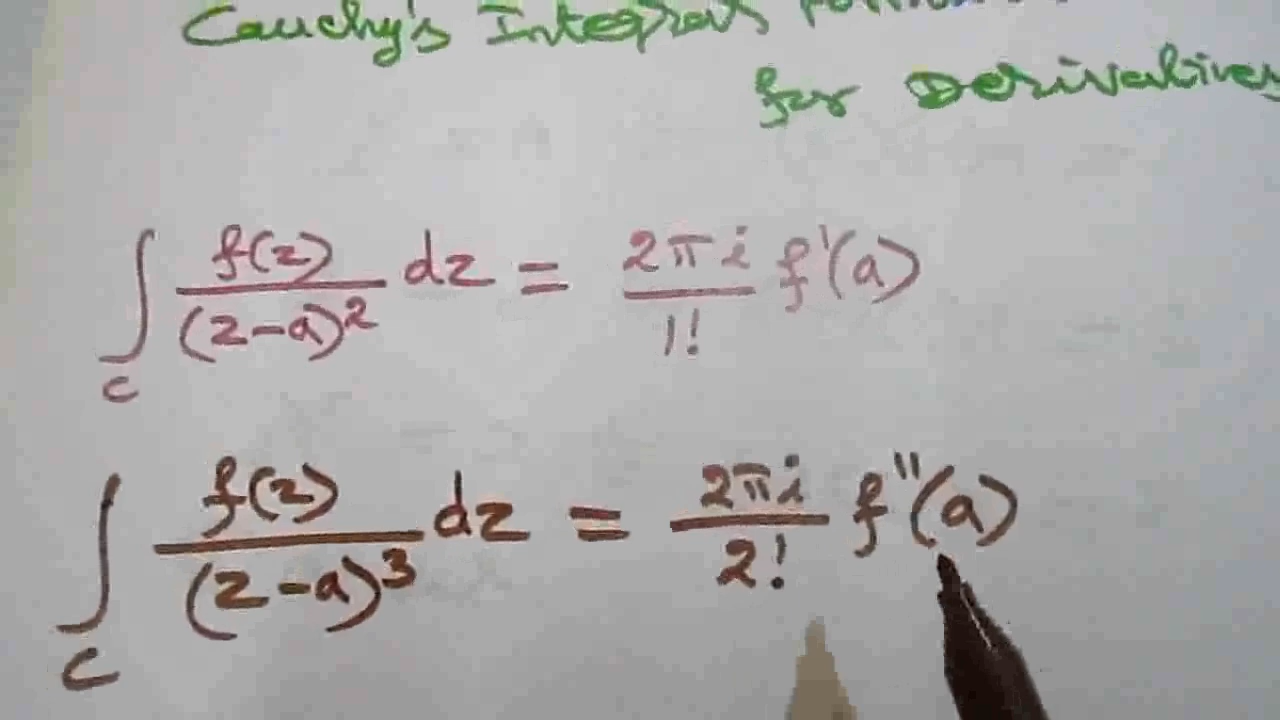 Cauchy's Integral
for Derivatives
∫_C f(z)/(z-a)^2 dz = 2πi/1! f'(a)
∫_C f(z)/(z-a)^3 dz = 2πi/2! f''(a)